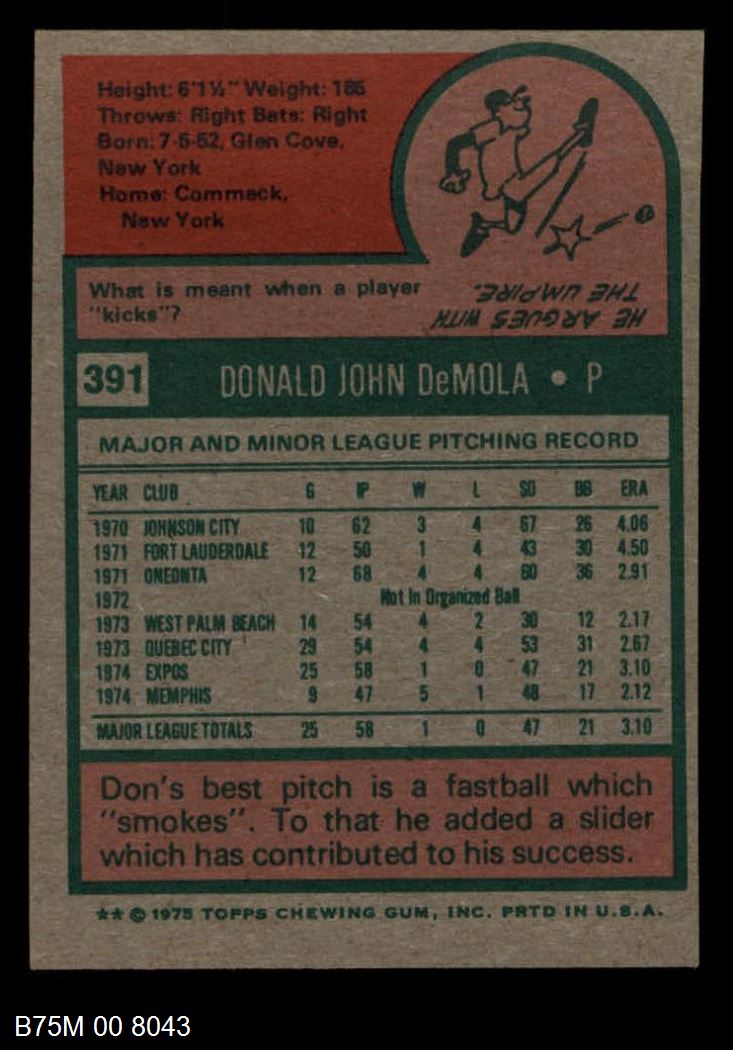 Height: 6'1½" Weight: 185
Throws: Right Bats: Right
Born: 7-5-52, Glen Cove,
New York
Home: Commack,
New York
What is meant when a player
"kicks"?
HE ARGUES WITH
THE UMPIRE.
391 DONALD JOHN DeMOLA • P
MAJOR AND MINOR LEAGUE PITCHING RECORD
YEAR CLUB G IP W L SO BB ERA
1970 JOHNSON CITY 10 62 3 4 67 26 4.06
1971 FORT LAUDERDALE 12 50 1 4 43 30 4.50
1971 ONEONTA 12 68 4 4 60 36 2.91
1972 Not In Organized Ball
1973 WEST PALM BEACH 14 54 4 2 30 12 2.17
1973 QUEBEC CITY 29 54 4 4 53 31 2.67
1974 EXPOS 25 58 1 0 47 21 3.10
1974 MEMPHIS 9 47 5 1 48 17 2.12
MAJOR LEAGUE TOTALS 25 58 1 0 47 21 3.10
Don's best pitch is a fastball which
"smokes". To that he added a slider
which has contributed to his success.
** © 1975 TOPPS CHEWING GUM, INC. PRTD IN U.S.A.
B75M 00 8043